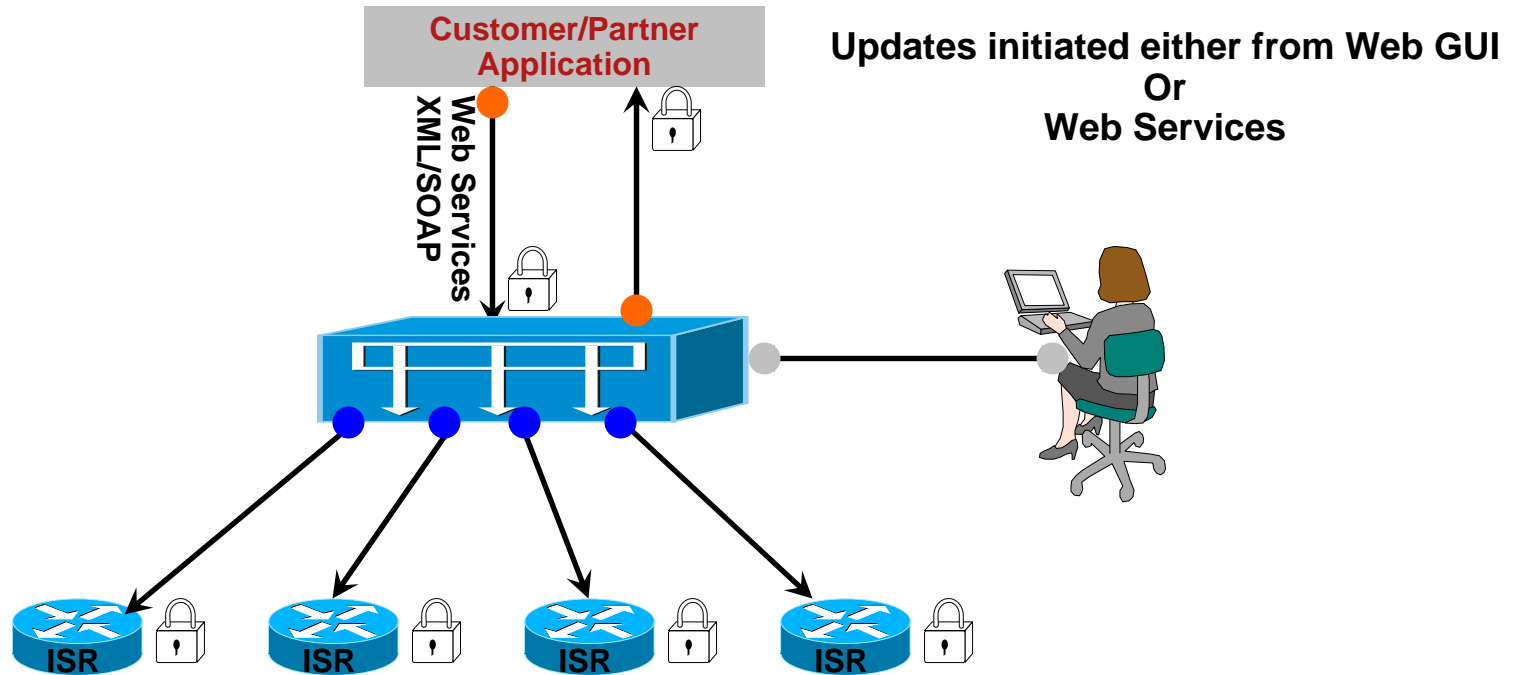 Customer/Partner
Application
Updates initiated either from Web GUI
Or
Web Services
Web Services
XML/SOAP
ISR
ISR
ISR
ISR